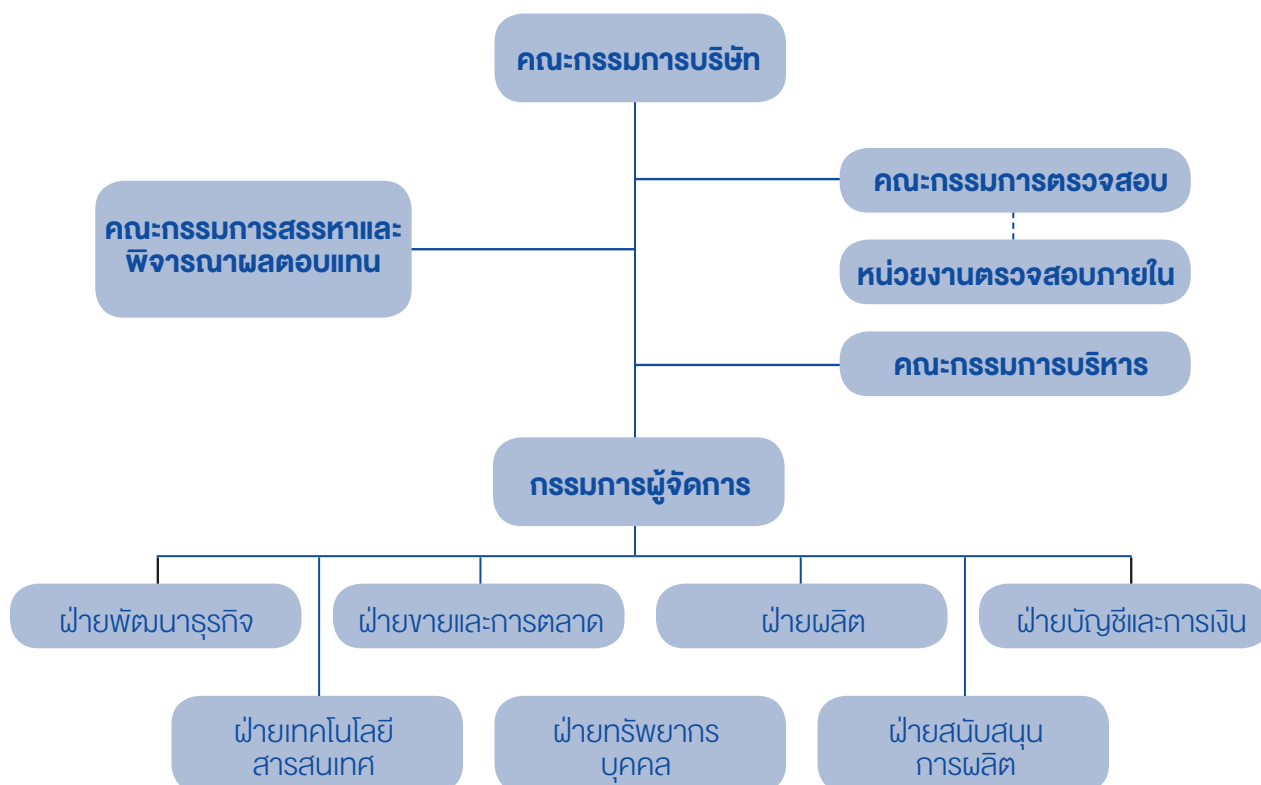 คณะกรรมการบริษัท
คณะกรรมการตรวจสอบ
คณะกรรมการสรรหาและ
พิจารณาผลตอบแทน
หน่วยงานตรวจสอบภายใน
คณะกรรมการบริหาร
กรรมการผู้จัดการ
ฝ่ายพัฒนาธุรกิจ
ฝ่ายขายและการตลาด
ฝ่ายผลิต
ฝ่ายบัญชีและการเงิน
ฝ่ายเทคโนโลยี
สารสนเทศ
ฝ่ายทรัพยากร
บุคคล
ฝ่ายสนับสนุน
การผลิต